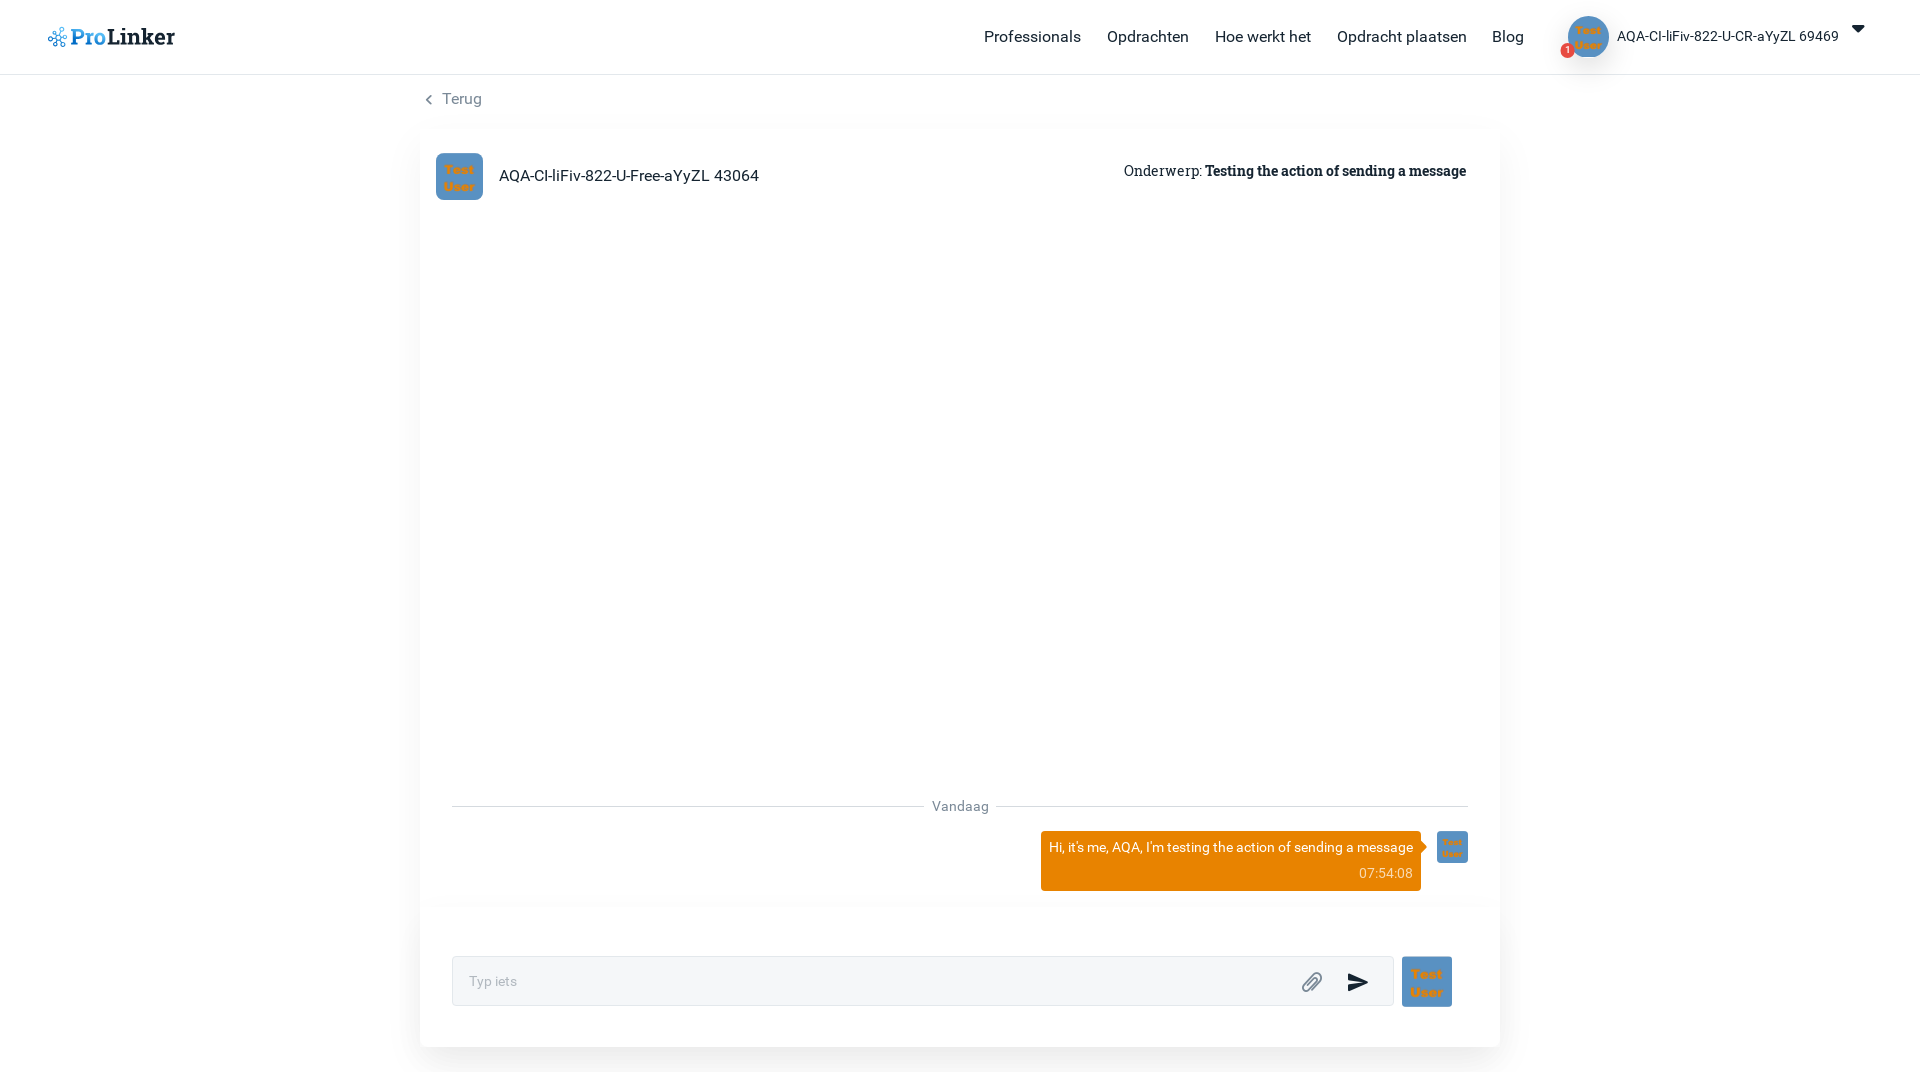 ProLinker
Professionals
Opdrachten
Hoe werkt het
Opdracht plaatsen
Blog
Test
User
1
AQA-CI-liFiv-822-U-CR-aYyZL 69469
Terug
Test
User
AQA-CI-liFiv-822-U-Free-aYyZL 43064
Onderwerp: Testing the action of sending a message
Vandaag
Hi, it's me, AQA, I'm testing the action of sending a message
07:54:08
Test
User
Typ iets
Test
User